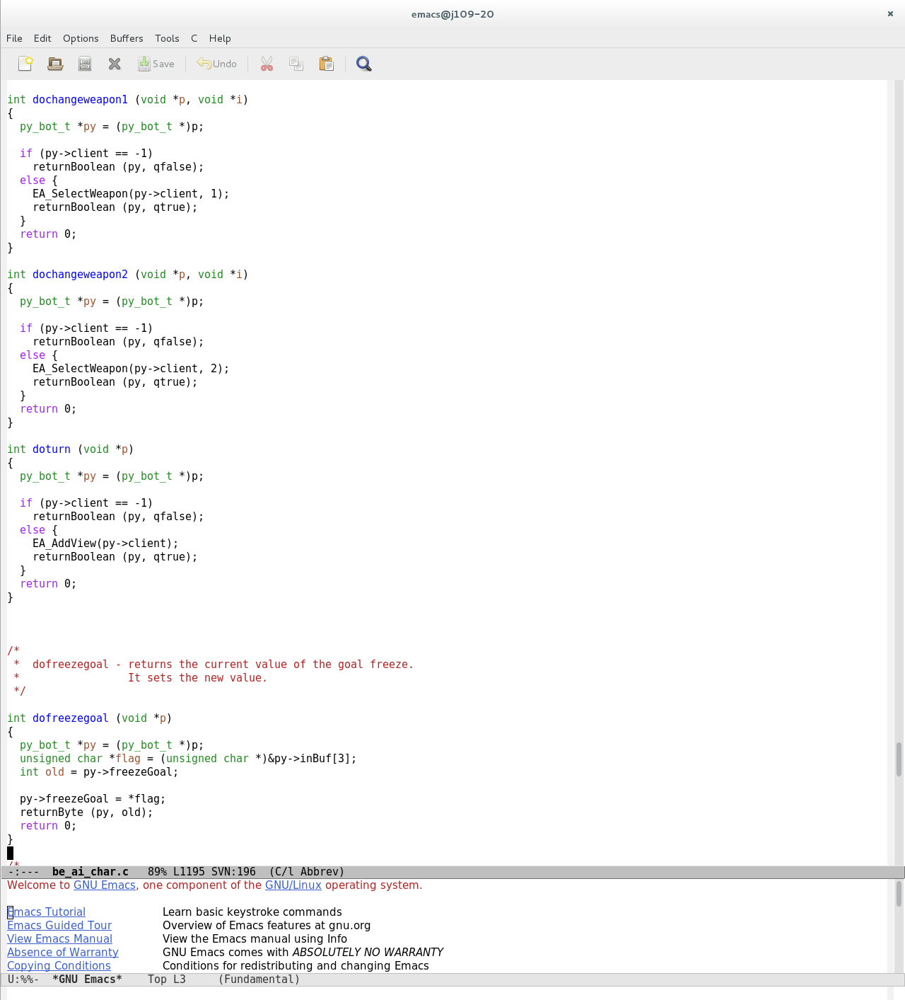 emacs@j109-20
File Edit Options Buffers Tools C Help
Save Undo
int dochangeweapon1 (void *p, void *i)
{
  py_bot_t *py = (py_bot_t *)p;

  if (py->client == -1)
    returnBoolean (py, qfalse);
  else {
    EA_SelectWeapon(py->client, 1);
    returnBoolean (py, qtrue);
  }
  return 0;
}

int dochangeweapon2 (void *p, void *i)
{
  py_bot_t *py = (py_bot_t *)p;

  if (py->client == -1)
    returnBoolean (py, qfalse);
  else {
    EA_SelectWeapon(py->client, 2);
    returnBoolean (py, qtrue);
  }
  return 0;
}

int doturn (void *p)
{
  py_bot_t *py = (py_bot_t *)p;

  if (py->client == -1)
    returnBoolean (py, qfalse);
  else {
    EA_AddView(py->client);
    returnBoolean (py, qtrue);
  }
  return 0;
}

/*
 *  dofreezegoal - returns the current value of the goal freeze.
 *                 It sets the new value.
 */

int dofreezegoal (void *p)
{
  py_bot_t *py = (py_bot_t *)p;
  unsigned char *flag = (unsigned char *)&py->inBuf[3];
  int old = py->freezeGoal;

  py->freezeGoal = *flag;
  returnByte (py, old);
  return 0;
}

/*
-:---  be_ai_char.c   89% L1195 SVN:196  (C/l Abbrev)
Welcome to GNU Emacs, one component of the GNU/Linux operating system.

Emacs Tutorial Learn basic keystroke commands
Emacs Guided Tour Overview of Emacs features at gnu.org
View Emacs Manual View the Emacs manual using Info
Absence of Warranty GNU Emacs comes with ABSOLUTELY NO WARRANTY
Copying Conditions Conditions for redistributing and changing Emacs
U:%%-  *GNU Emacs*    Top L3     (Fundamental)